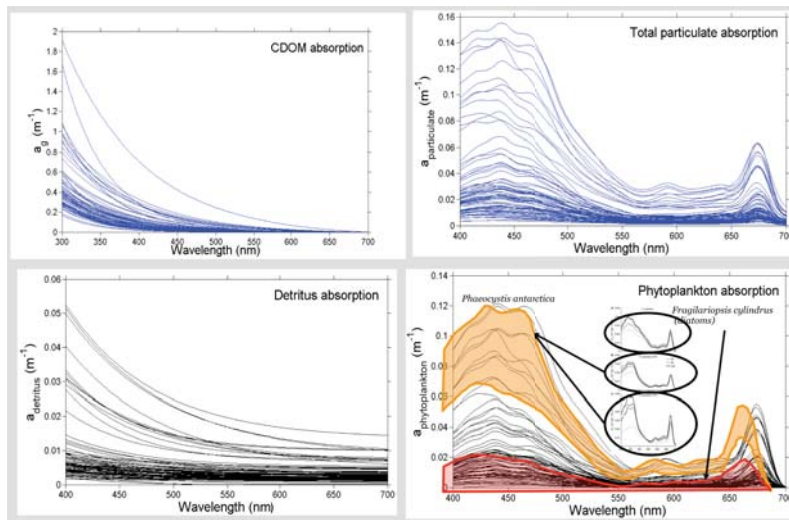 CDOM absorption
2
1.8
1.6
1.4
1.2
1
0.8
0.6
0.4
0.2
0
a_g (m^-1)
300 350 400 450 500 550 600 650 700
Wavelength (nm)
Total particulate absorption
0.16
0.14
0.12
0.1
0.08
0.06
0.04
0.02
0
a_particulate (m^-1)
400 450 500 550 600 650 700
Wavelength (nm)
Detritus absorption
0.06
0.05
0.04
0.03
0.02
0.01
0
a_detritus (m^-1)
400 450 500 550 600 650 700
Wavelength (nm)
Phytoplankton absorption
Phaeocystis antarctica
Fragilariopsis cylindrus
(diatoms)
0.14
0.12
0.1
0.08
0.06
0.04
0.02
0
a_phytoplankton (m^-1)
400 450 500 550 600 650 700
Wavelength (nm)